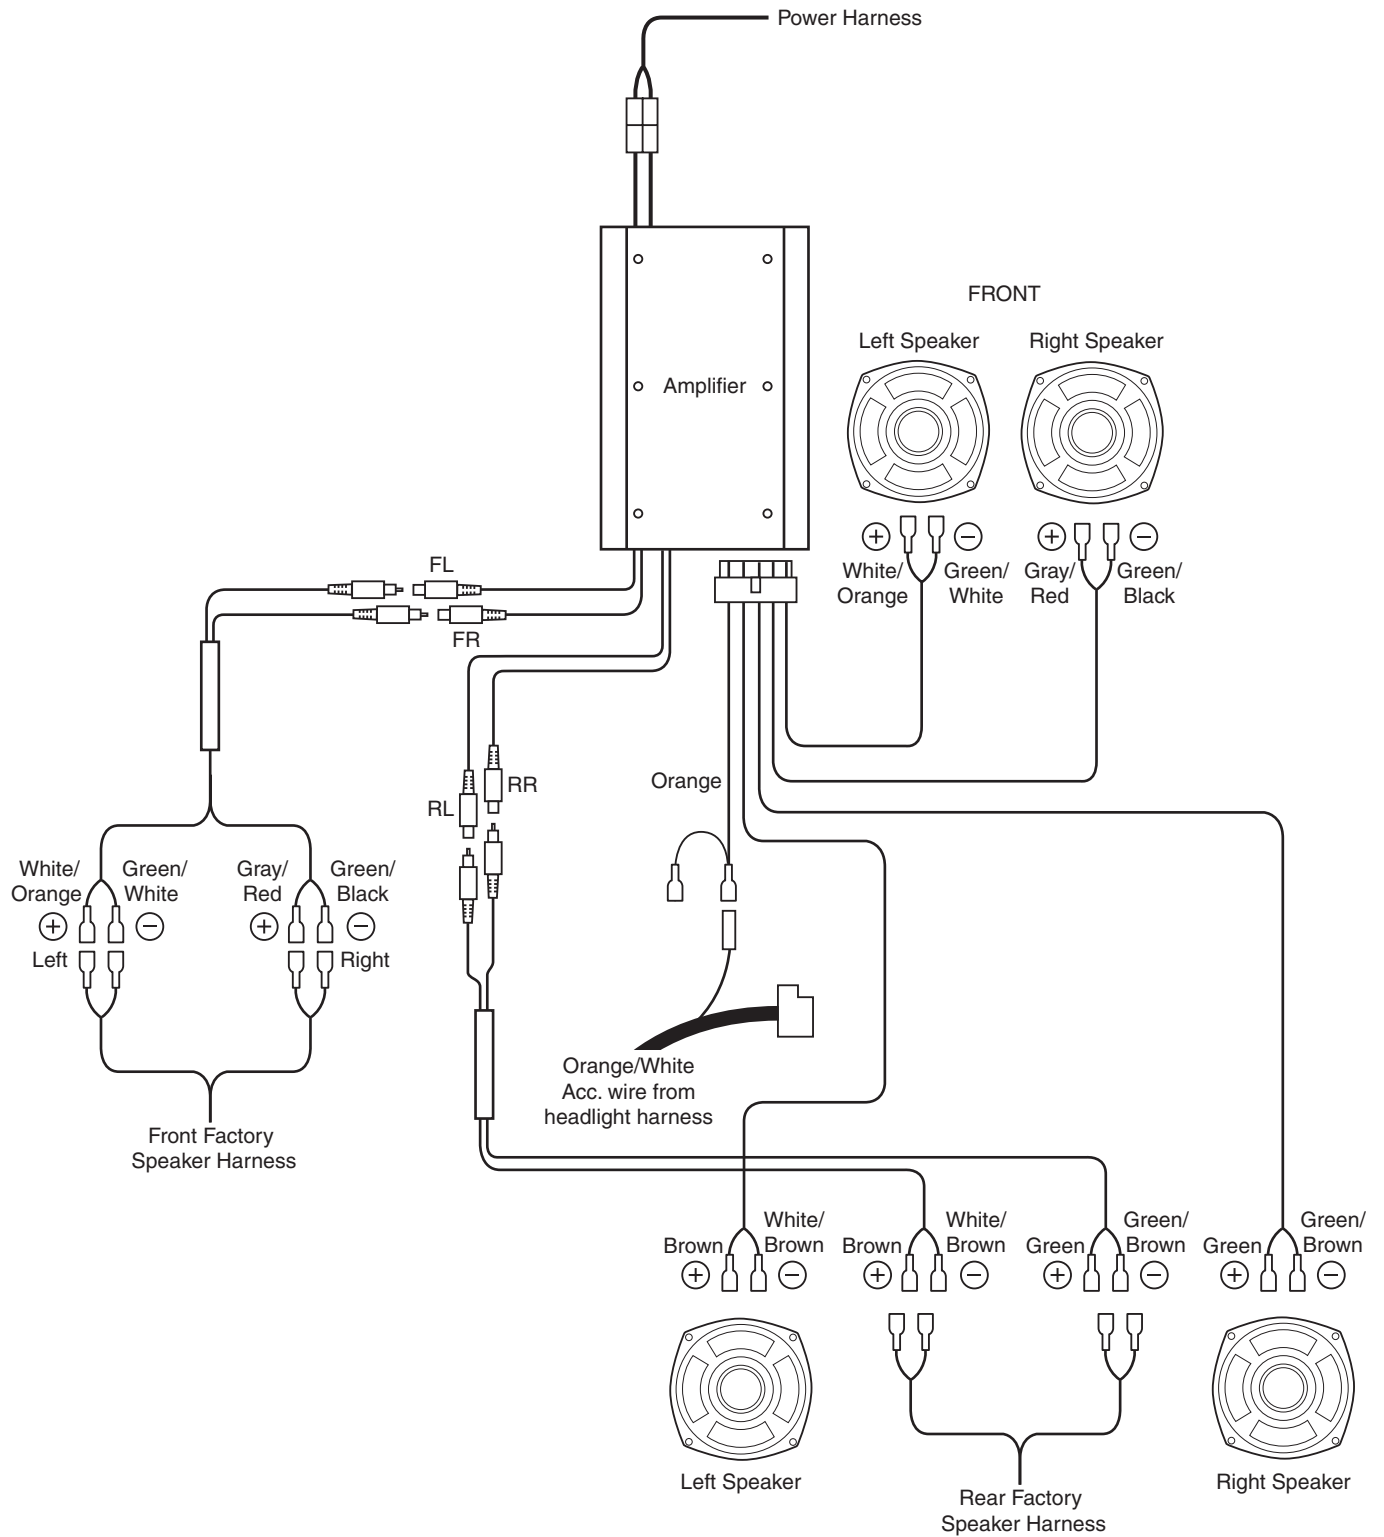 Power Harness
FRONT
Left Speaker
Right Speaker
Amplifier
+
−
+
−
White/
Orange
Green/
White
Gray/
Red
Green/
Black
FL
FR
RL
RR
Orange
White/
Orange
Green/
White
Gray/
Red
Green/
Black
+
−
+
−
Left
Right
Front Factory
Speaker Harness
Orange/White
Acc. wire from
headlight harness
Brown
White/
Brown
Brown
White/
Brown
Green
Green/
Brown
Green
Green/
Brown
+
−
+
−
+
−
+
−
Left Speaker
Rear Factory
Speaker Harness
Right Speaker